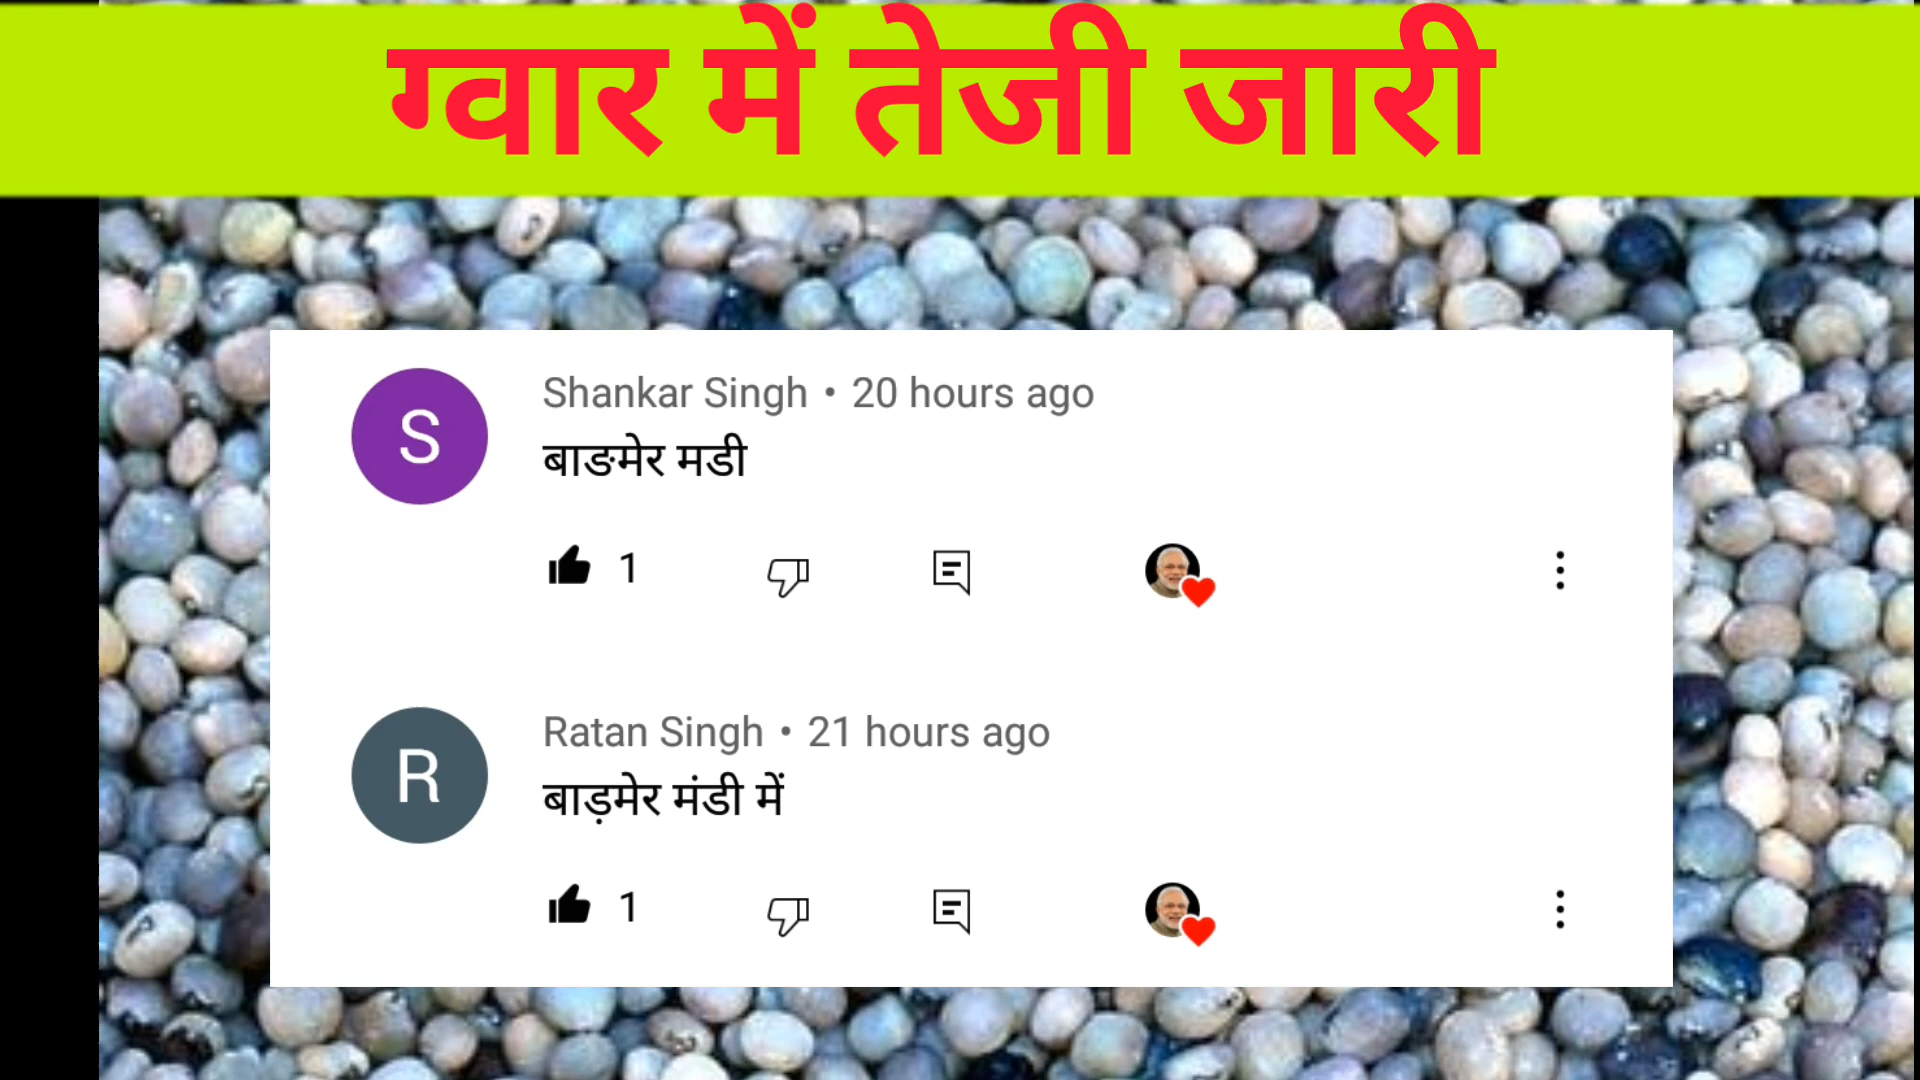 ग्वार में तेजी जारी
S
Shankar Singh • 20 hours ago
बाङमेर मडी
1
R
Ratan Singh • 21 hours ago
बाड़मेर मंडी में
1